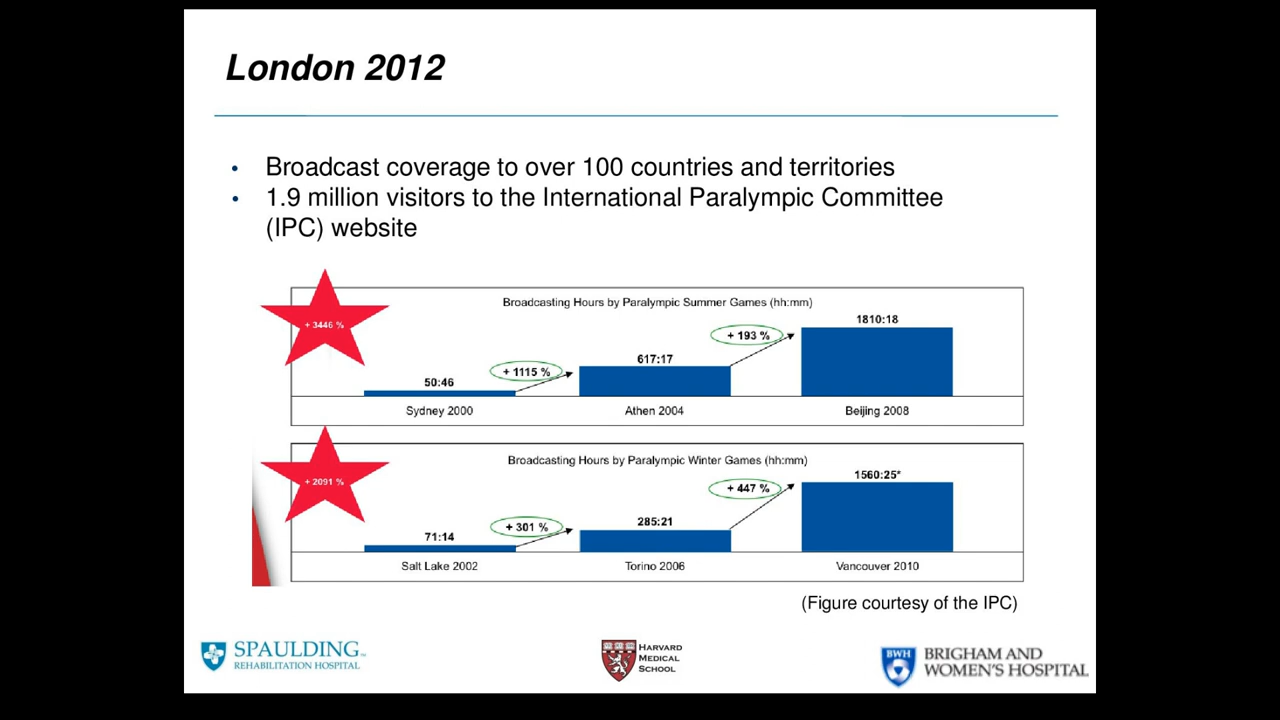 London 2012
• Broadcast coverage to over 100 countries and territories
• 1.9 million visitors to the International Paralympic Committee
(IPC) website
Broadcasting Hours by Paralympic Summer Games (hh:mm)
+ 3446 %
50:46
+ 1115 %
617:17
+ 193 %
1810:18
Sydney 2000
Athen 2004
Beijing 2008
Broadcasting Hours by Paralympic Winter Games (hh:mm)
+ 2091 %
71:14
+ 301 %
285:21
+ 447 %
1560:25*
Salt Lake 2002
Torino 2006
Vancouver 2010
(Figure courtesy of the IPC)
SPAULDING
REHABILITATION HOSPITAL
HARVARD
MEDICAL
SCHOOL
BWH
BRIGHAM AND
WOMEN'S HOSPITAL